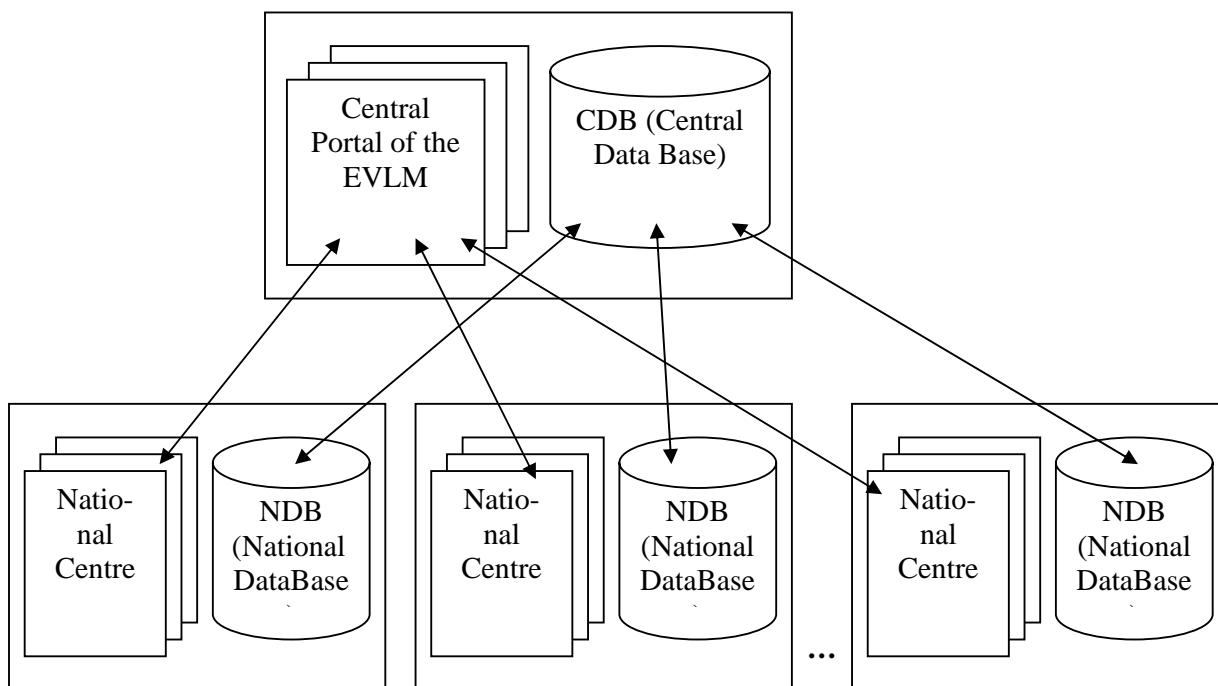 Central
Portal of the
EVLM
CDB (Central
Data Base)
Natio-
nal
Centre
NDB
(National
DataBase
Natio-
nal
Centre
NDB
(National
DataBase
...
Natio-
nal
Centre
NDB
(National
DataBase